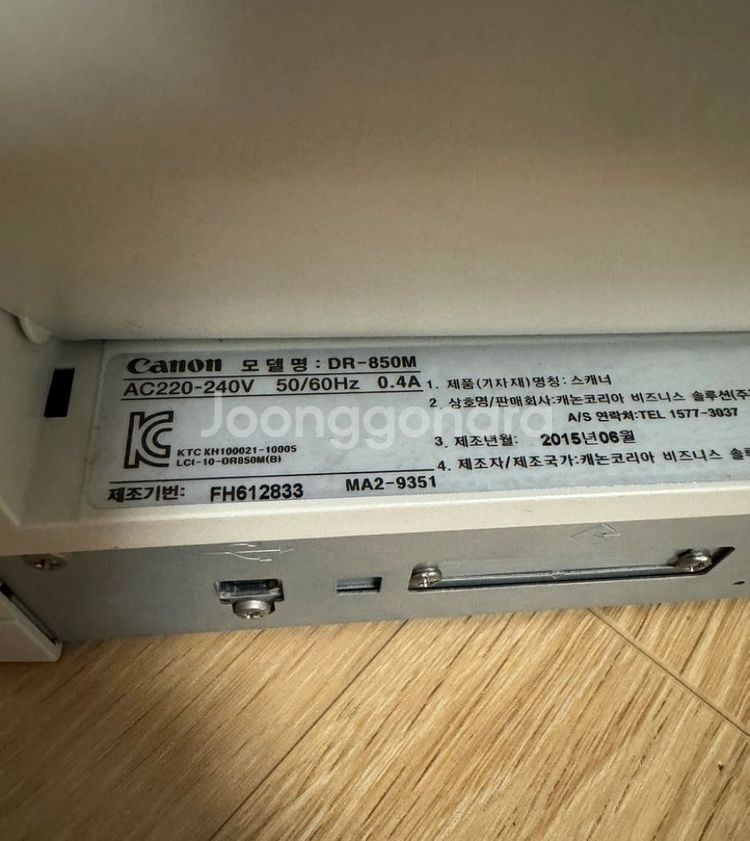 Canon 모델명 : DR-850M
AC220-240V 50/60Hz 0.4A
KTC KH100021-10005
LCI-10-DR850M(B)
제조기번: FH612833 MA2-9351
1. 제품(기자재)명칭: 스캐너
2. 상호명/판매회사:캐논코리아 비즈니스 솔루션(주
A/S 연락처:TEL 1577-3037
3. 제조년월: 2015년06월
4. 제조자/제조국가:캐논코리아 비즈니스 솔루
Joonggonara